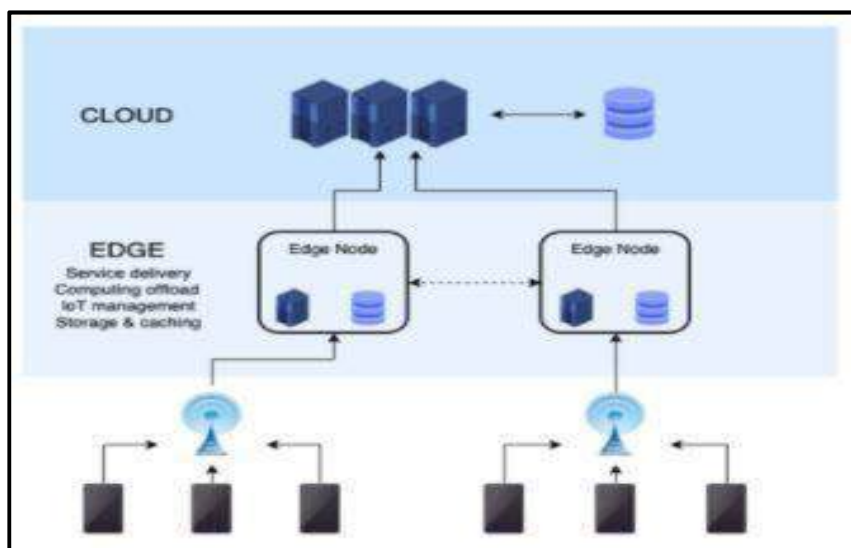 CLOUD
EDGE
Service delivery
Computing offload
IoT management
Storage & caching
Edge Node
Edge Node